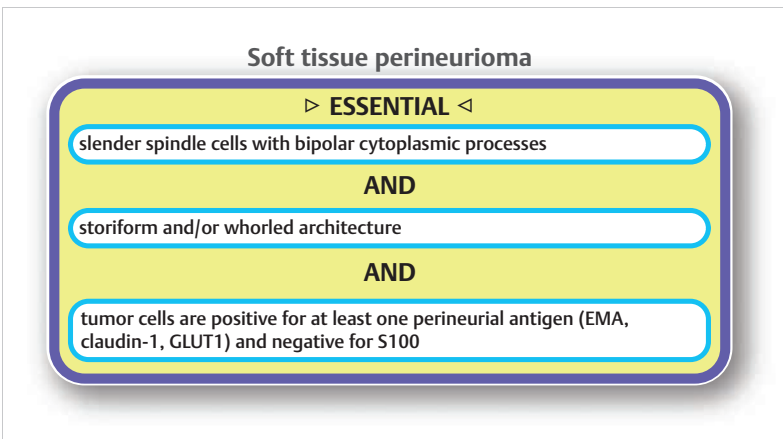 Soft tissue perineurioma
▷ ESSENTIAL ◁
slender spindle cells with bipolar cytoplasmic processes
AND
storiform and/or whorled architecture
AND
tumor cells are positive for at least one perineurial antigen (EMA,
claudin-1, GLUT1) and negative for S100